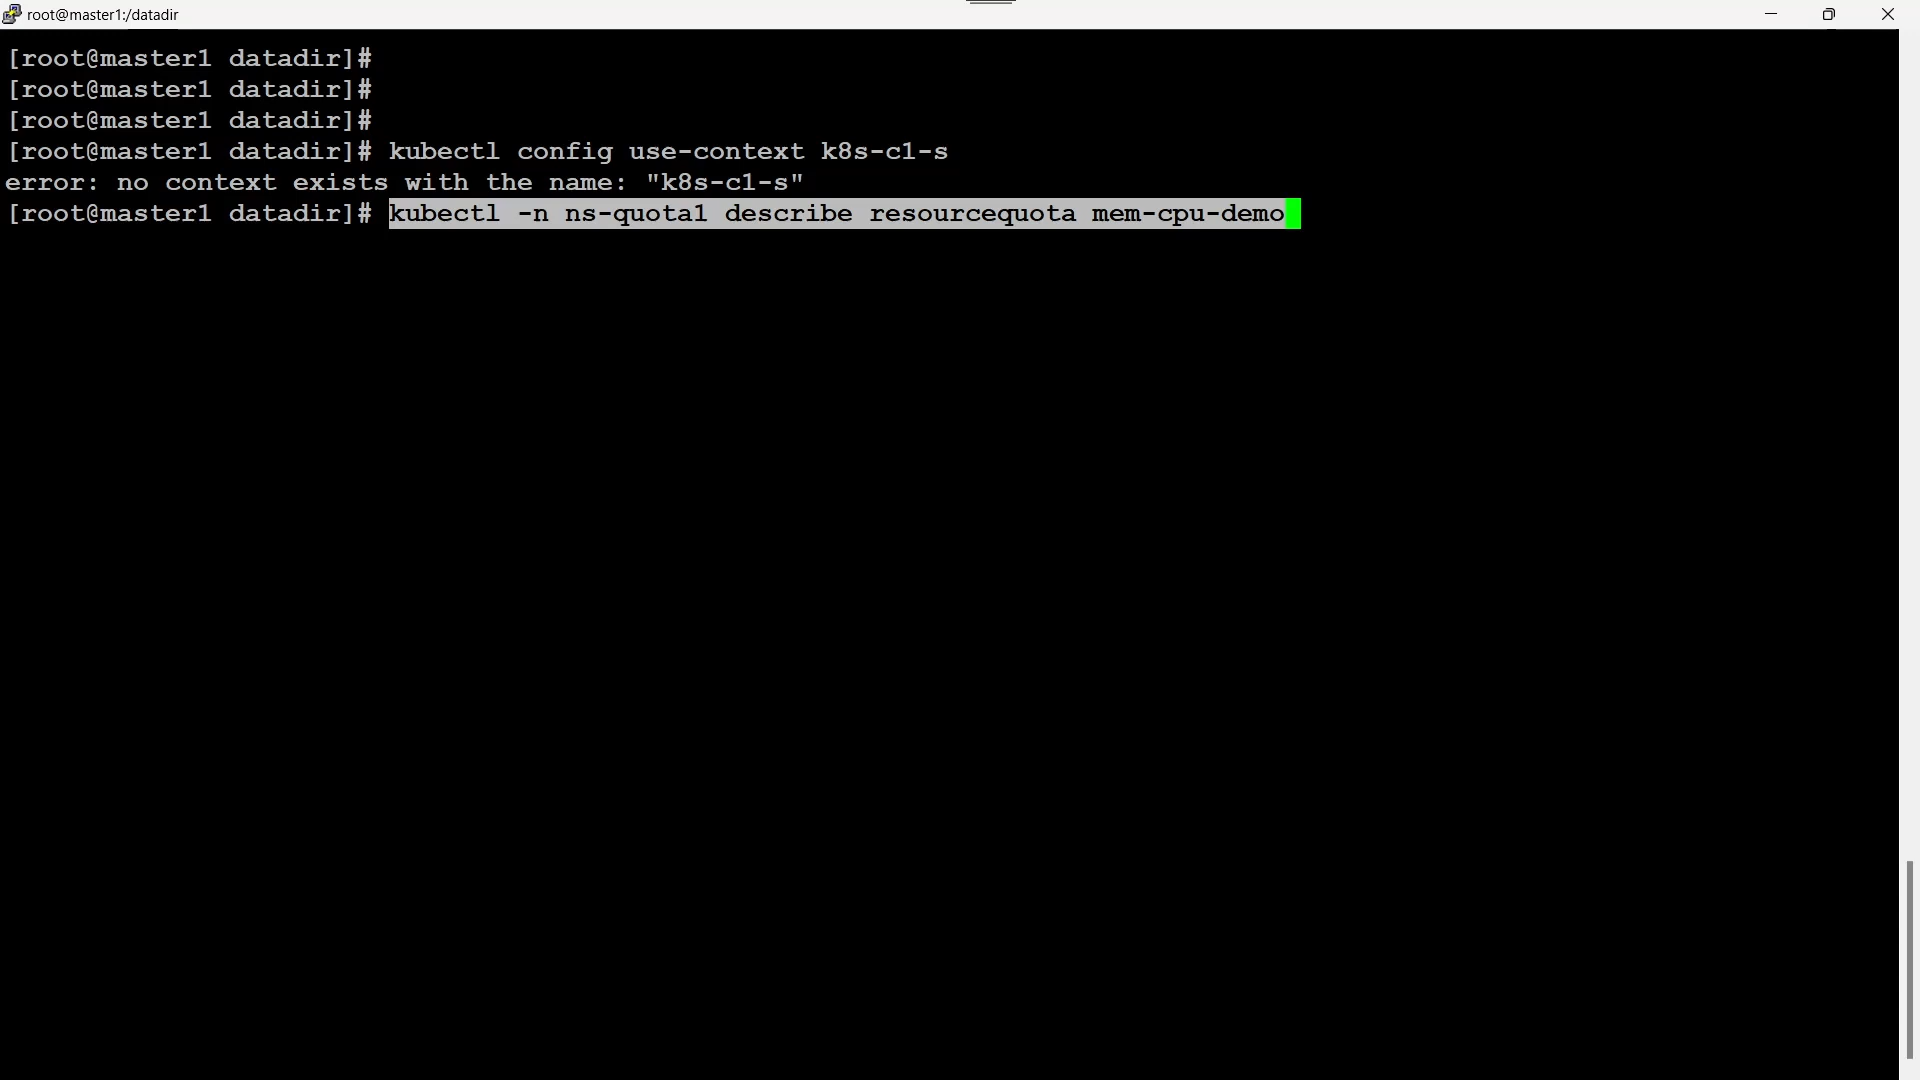 root@master1:/datadir
[root@master1 datadir]#
[root@master1 datadir]#
[root@master1 datadir]#
[root@master1 datadir]# kubectl config use-context k8s-c1-s
error: no context exists with the name: "k8s-c1-s"
[root@master1 datadir]# kubectl -n ns-quota1 describe resourcequota mem-cpu-demo